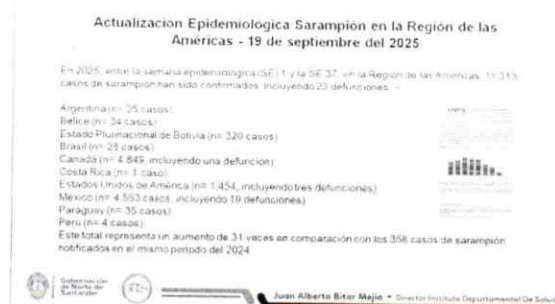 Actualización Epidemiológica Sarampión en la Región de las
Américas - 19 de septiembre del 2025
En 2025, entre la semana epidemiológica (SE) 1 y la SE 37, en la Región de las Américas, 11.313
casos de sarampión han sido confirmados, incluyendo 23 defunciones.
Argentina (n= 35 casos)
Belice (n= 34 casos)
Estado Plurinacional de Bolivia (n= 320 casos)
Brasil (n= 28 casos)
Canadá (n= 4.849, incluyendo una defunción)
Costa Rica (n= 1 caso)
Estados Unidos de América (n= 1.454, incluyendo tres defunciones)
México (n= 4.553 casos, incluyendo 19 defunciones)
Paraguay (n= 35 casos)
Perú (n= 4 casos)
Este total representa un aumento de 31 veces en comparación con los 358 casos de sarampión
notificados en el mismo periodo del 2024
Gobernación
de Norte de
Santander
Juan Alberto Bitar Mejía • Director Instituto Departamental De Salud